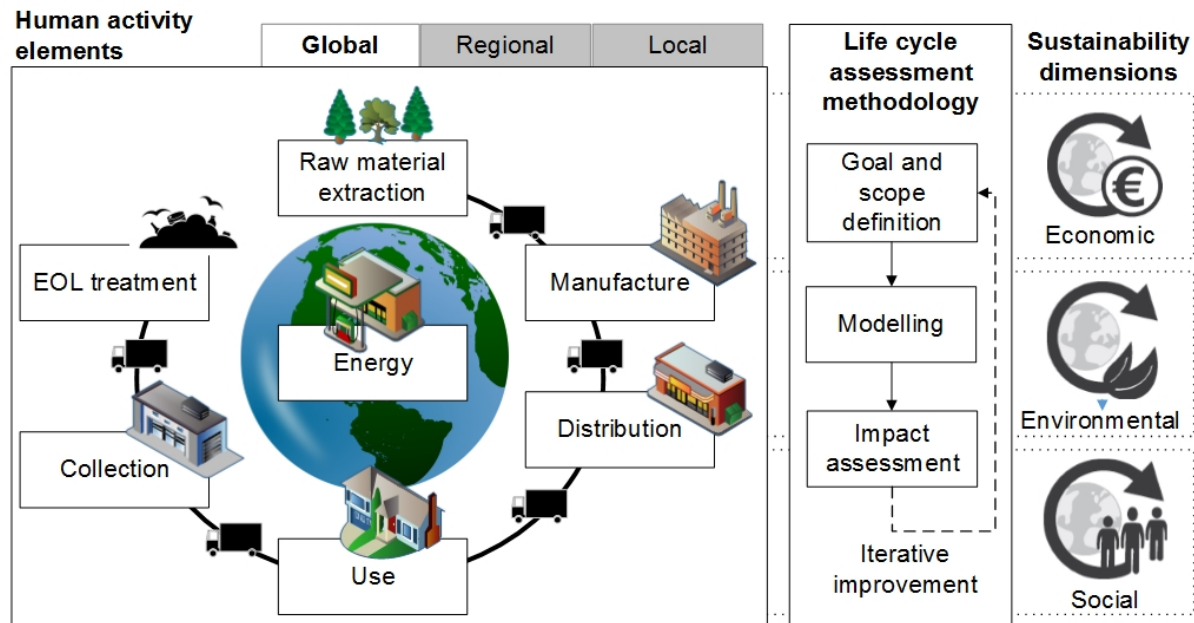 Human activity
elements
Global
Regional
Local
Raw material
extraction
EOL treatment
Manufacture
Energy
Distribution
Collection
Use
Life cycle
assessment
methodology
Goal and
scope
definition
Modelling
Impact
assessment
Iterative
improvement
Sustainability
dimensions
€
Economic
Environmental
Social